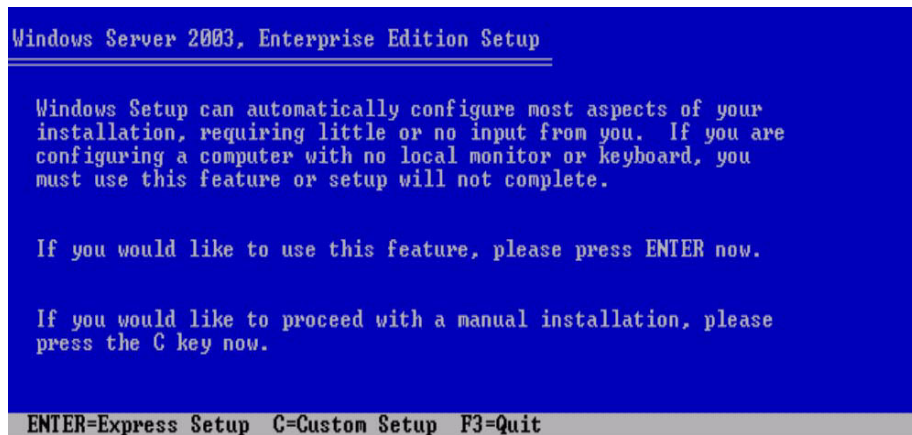 Windows Server 2003, Enterprise Edition Setup
Windows Setup can automatically configure most aspects of your
installation, requiring little or no input from you.  If you are
configuring a computer with no local monitor or keyboard, you
must use this feature or setup will not complete.
If you would like to use this feature, please press ENTER now.
If you would like to proceed with a manual installation, please
press the C key now.
ENTER=Express Setup  C=Custom Setup  F3=Quit